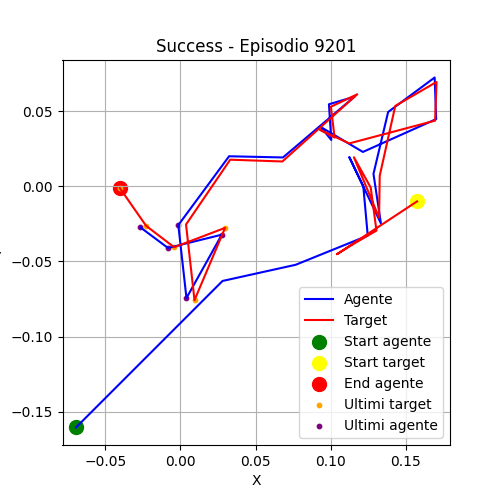 Success - Episodio 9201
0.05
0.00
−0.05
−0.10
−0.15
Agente
Target
Start agente
Start target
End agente
Ultimi target
Ultimi agente
−0.05 0.00 0.05 0.10 0.15
X